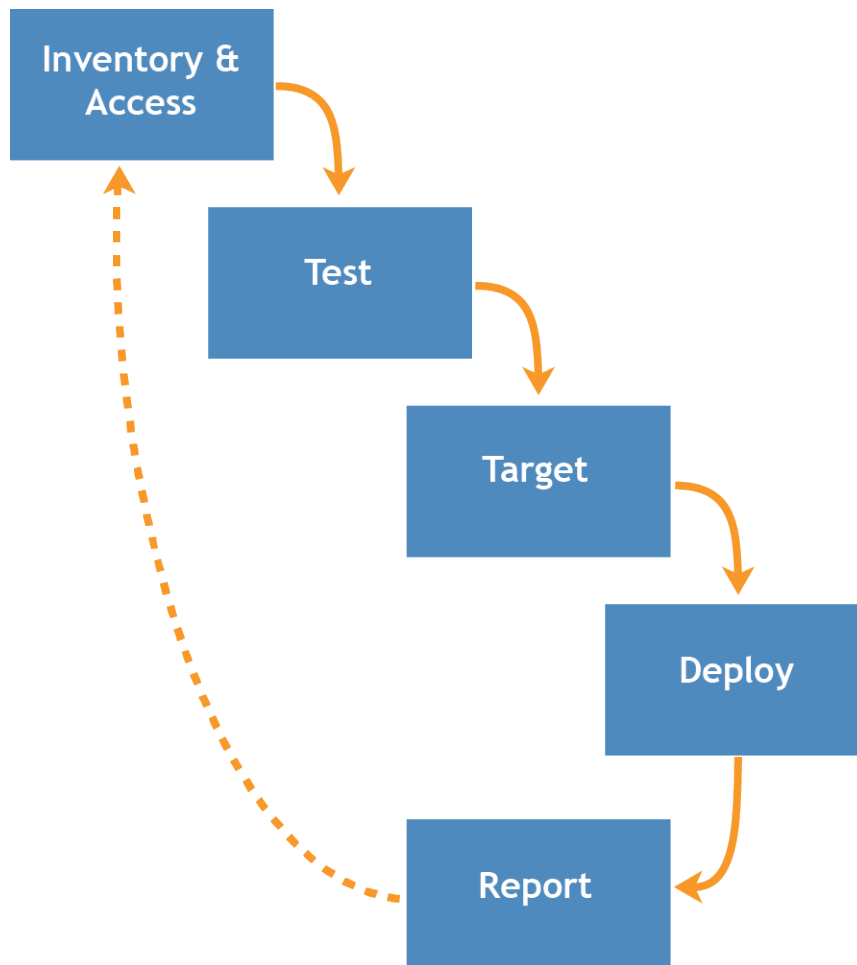 Inventory &
Access
Test
Target
Deploy
Report